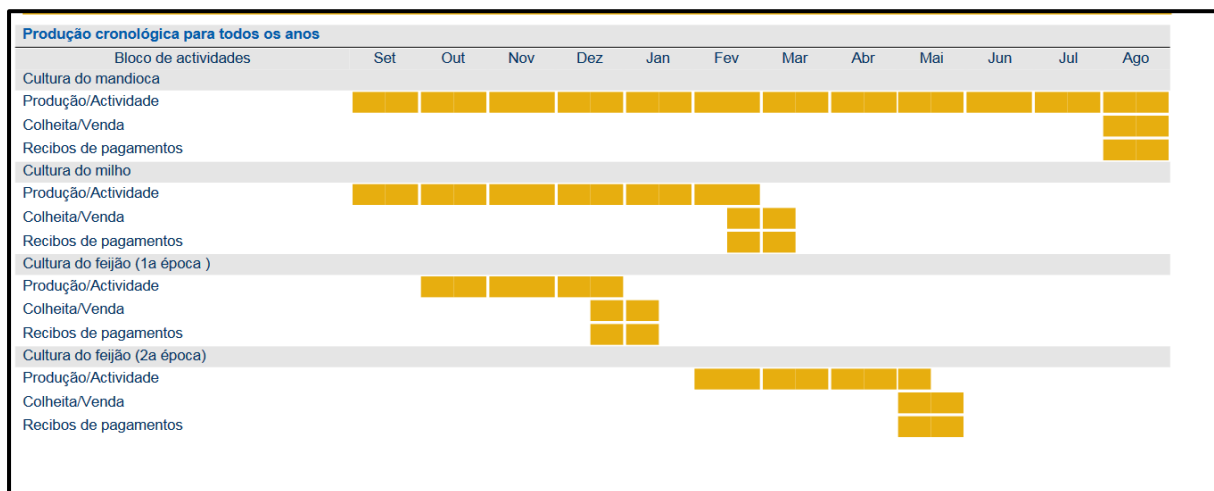 Produção cronológica para todos os anos
Bloco de actividades Set Out Nov Dez Jan Fev Mar Abr Mai Jun Jul Ago
Cultura do mandioca
Produção/Actividade
Colheita/Venda
Recibos de pagamentos
Cultura do milho
Produção/Actividade
Colheita/Venda
Recibos de pagamentos
Cultura do feijão (1a época )
Produção/Actividade
Colheita/Venda
Recibos de pagamentos
Cultura do feijão (2a época)
Produção/Actividade
Colheita/Venda
Recibos de pagamentos